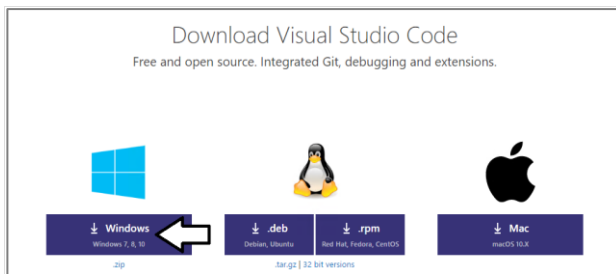 Download Visual Studio Code
Free and open source. Integrated Git, debugging and extensions.
Windows
Windows 7, 8, 10
.zip
.deb
Debian, Ubuntu
.rpm
Red Hat, Fedora, CentOS
.tar.gz | 32 bit versions
Mac
macOS 10.X